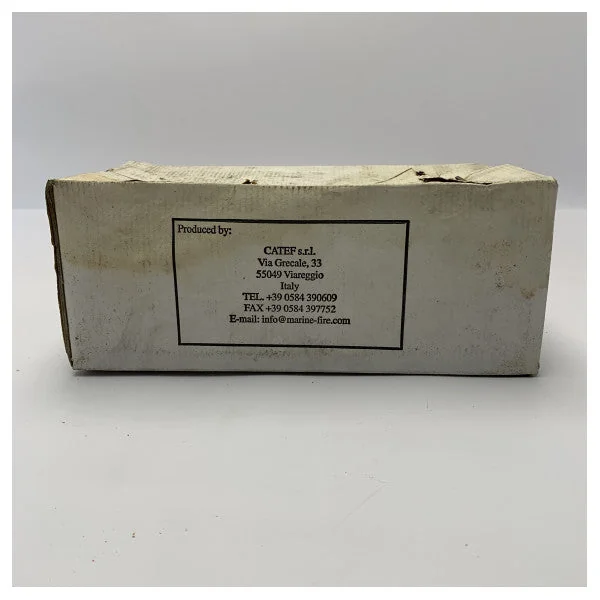 Produced by:
CATEF s.r.l.
Via Grecale, 33
55049 Viareggio
Italy
TEL. +39 0584 390609
FAX +39 0584 397752
E-mail: info@marine-fire.com